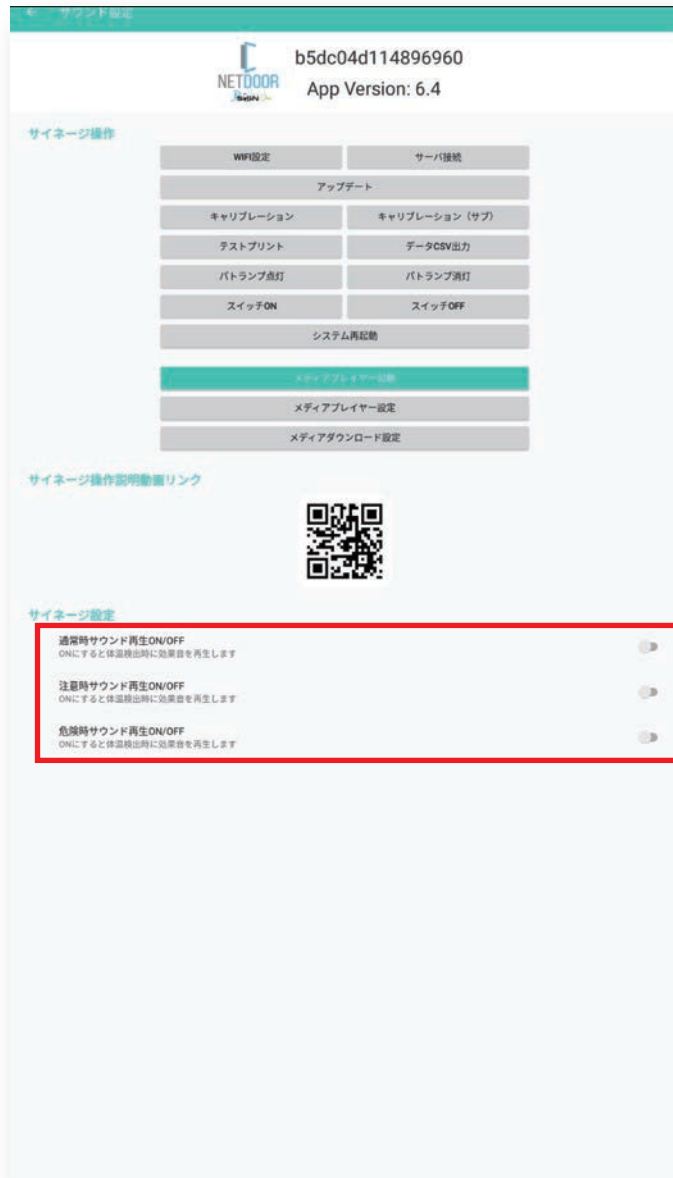 ← サウンド設定
b5dc04d114896960
NETDOOR
SIGN
App Version: 6.4
サイネージ操作
WIFI設定 サーバ接続
アップデート
キャリブレーション キャリブレーション（サブ）
テストプリント データCSV出力
パトランプ点灯 パトランプ消灯
スイッチON スイッチOFF
システム再起動
メディアプレイヤー起動
メディアプレイヤー設定
メディアダウンロード設定
サイネージ操作説明動画リンク
サイネージ設定
通常時サウンド再生ON/OFF
ONにすると体温検出時に効果音を再生します
注意時サウンド再生ON/OFF
ONにすると体温検出時に効果音を再生します
危険時サウンド再生ON/OFF
ONにすると体温検出時に効果音を再生します